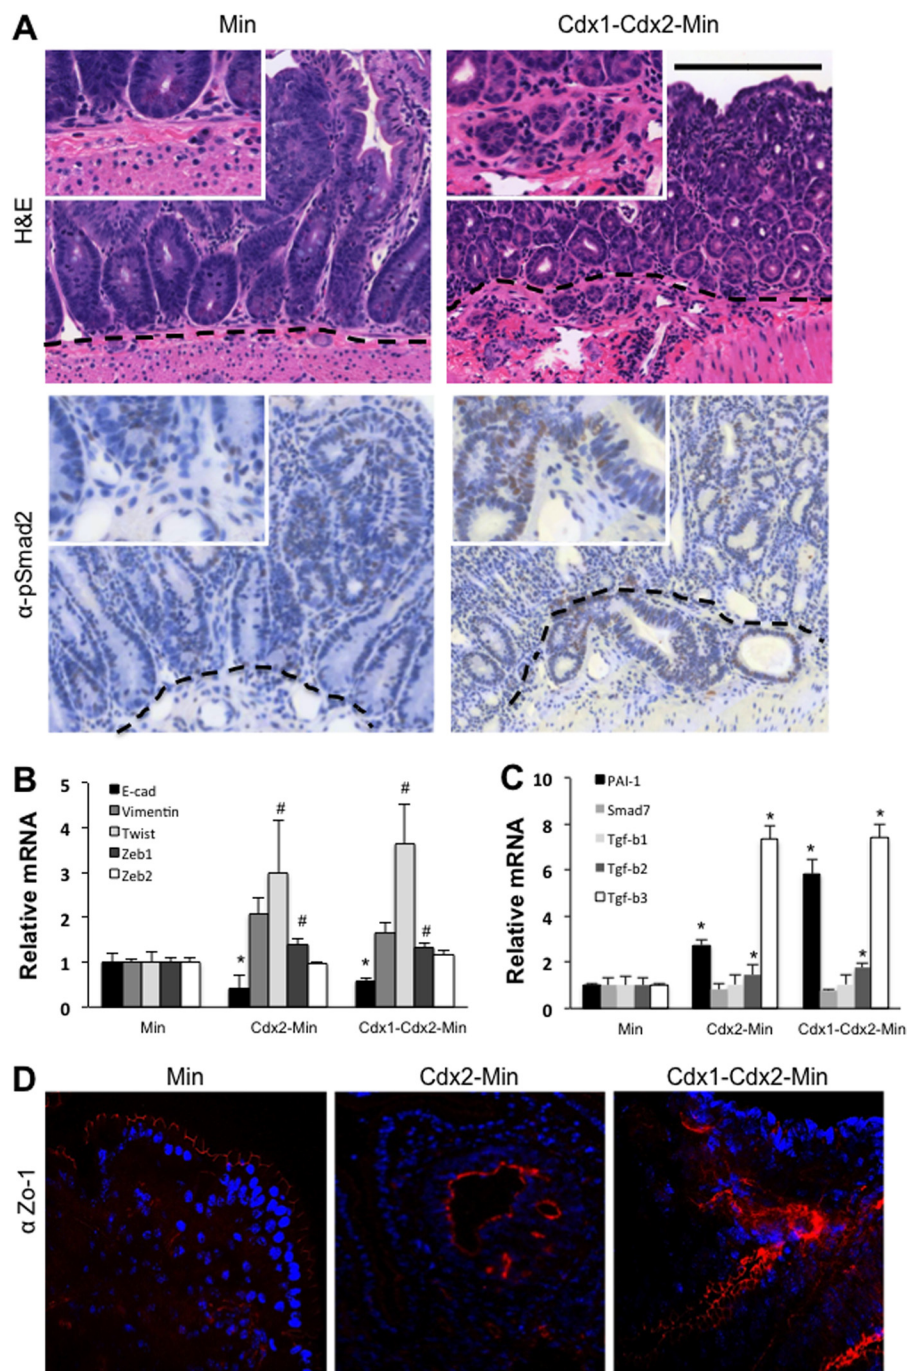 A
Min
Cdx1-Cdx2-Min
H&E
α-pSmad2
B
Relative mRNA
5
4
3
2
1
0
E-cad
Vimentin
Twist
Zeb1
Zeb2
*
#
#
*
#
#
Min
Cdx2-Min
Cdx1-Cdx2-Min
C
Relative mRNA
10
8
6
4
2
0
PAI-1
Smad7
Tgf-b1
Tgf-b2
Tgf-b3
*
*
*
*
*
*
Min
Cdx2-Min
Cdx1-Cdx2-Min
D
Min
Cdx2-Min
Cdx1-Cdx2-Min
α Zo-1